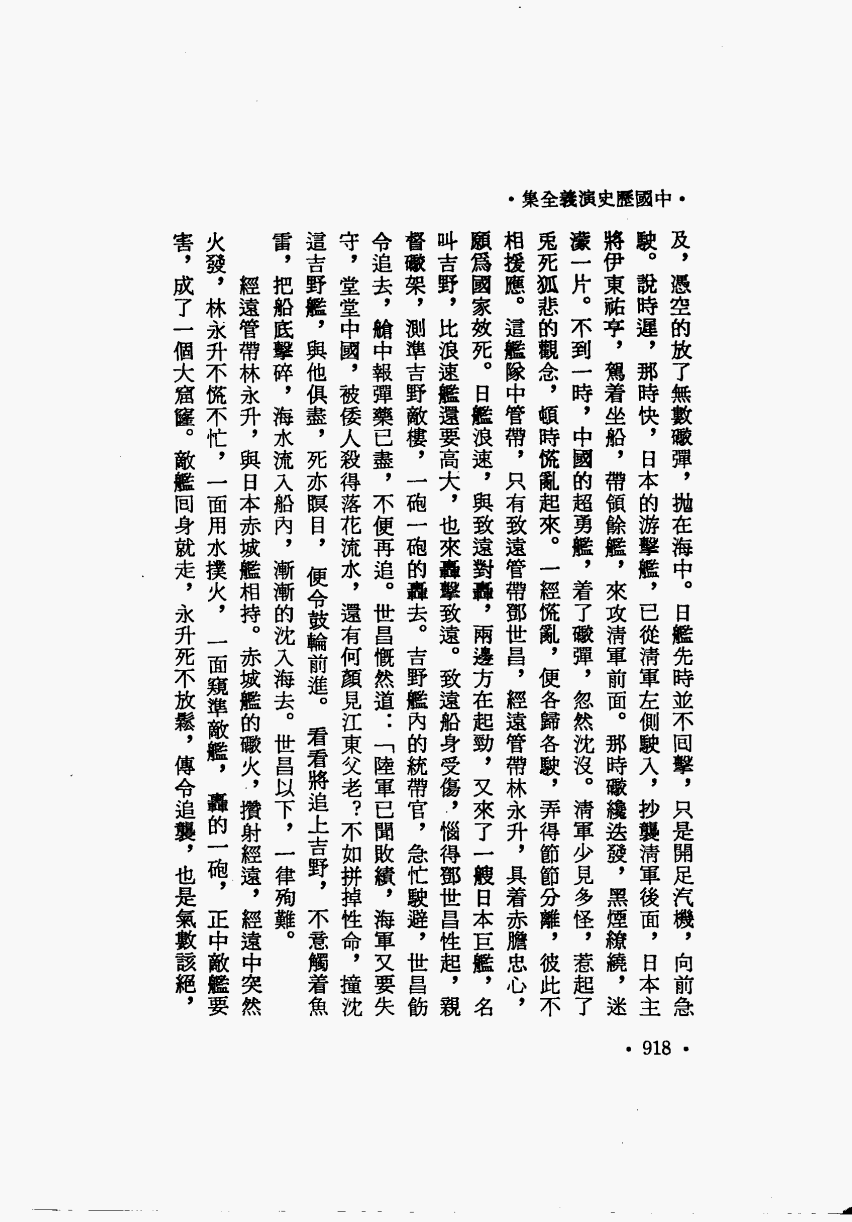 •中國歷史演義全集•
及，憑空的放了無數礮彈，拋在海中。日艦先時並不囘擊，只是開足汽機，向前急
駛。說時遲，那時快，日本的游擊艦，已從淸軍左側駛入，抄襲淸軍後面，日本主
將伊東祐亨，駕着坐船，帶領餘艦，來攻淸軍前面。那時礮纔迭發，黑煙繚繞，迷
濛一片。不到一時，中國的超勇艦，着了礮彈，忽然沈沒。淸軍少見多怪，惹起了
兎死狐悲的觀念，頓時慌亂起來。一經慌亂，便各歸各駛，弄得節節分離，彼此不
相援應。這艦隊中管帶，只有致遠管帶鄧世昌，經遠管帶林永升，具着赤膽忠心，
願爲國家效死。日艦浪速，與致遠對轟，兩邊方在起勁，又來了一艘日本巨艦，名
叫吉野，比浪速艦還要高大，也來轟擊致遠。致遠船身受傷，惱得鄧世昌性起，親
督礮架，測準吉野敵樓，一砲一砲的轟去。吉野艦內的統帶官，急忙駛避，世昌飭
令追去，艙中報彈藥已盡，不便再追。世昌慨然道：「陸軍已聞敗績，海軍又要失
守，堂堂中國，被倭人殺得落花流水，還有何顏見江東父老？不如拼掉性命，撞沈
這吉野艦，與他俱盡，死亦瞑目，便令鼓輪前進。看看將追上吉野，不意觸着魚
雷，把船底擊碎，海水流入船內，漸漸的沈入海去。世昌以下，一律殉難。
經遠管帶林永升，與日本赤城艦相持。赤城艦的礮火，攢射經遠，經遠中突然
火發，林永升不慌不忙，一面用水撲火，一面窺準敵艦，轟的一砲，正中敵艦要
害，成了一個大窟窿。敵艦囘身就走，永升死不放鬆，傳令追襲，也是氣數該絕，
•918•